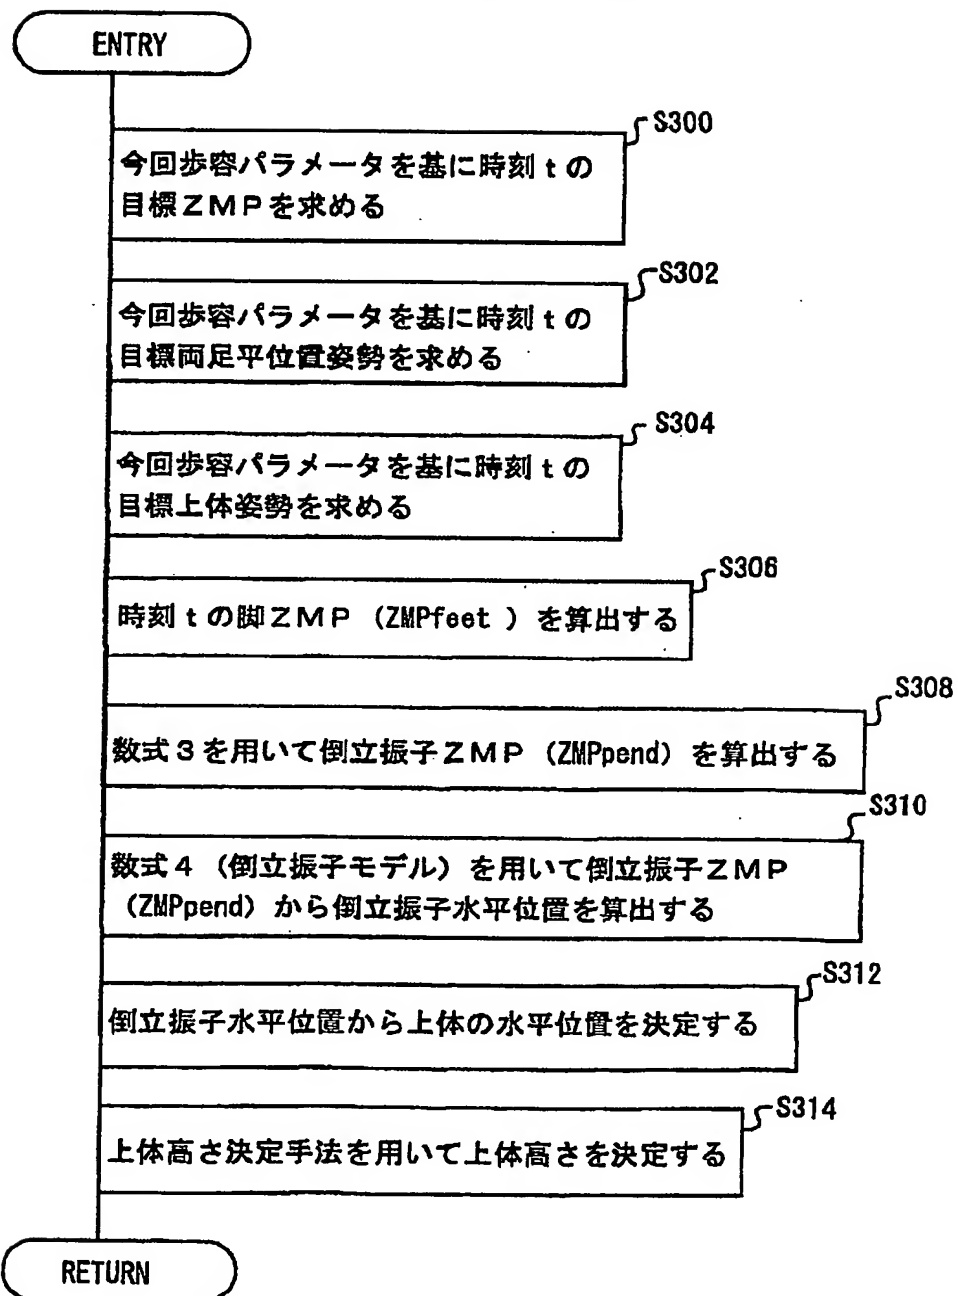 ENTRY
S300
今回歩容パラメータを基に時刻tの
目標ZMPを求める
S302
今回歩容パラメータを基に時刻tの
目標両足平位置姿勢を求める
S304
今回歩容パラメータを基に時刻tの
目標上体姿勢を求める
S306
時刻tの脚ZMP (ZMPfeet ) を算出する
S308
数式3を用いて倒立振子ZMP (ZMPpend) を算出する
S310
数式4 (倒立振子モデル) を用いて倒立振子ZMP
(ZMPpend) から倒立振子水平位置を算出する
S312
倒立振子水平位置から上体の水平位置を決定する
S314
上体高さ決定手法を用いて上体高さを決定する
RETURN